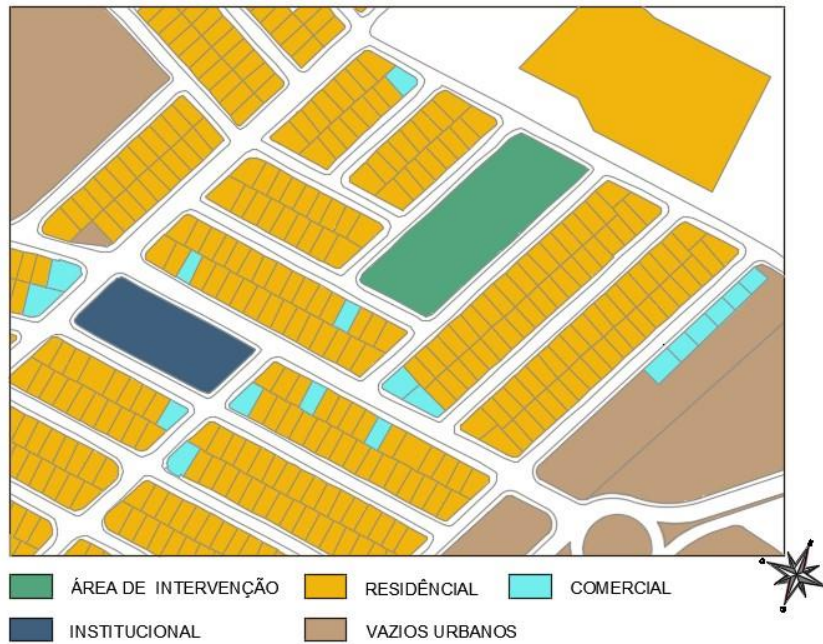 ÁREA DE INTERVENÇÃO
RESIDÊNCIAL
COMERCIAL
INSTITUCIONAL
VAZIOS URBANOS